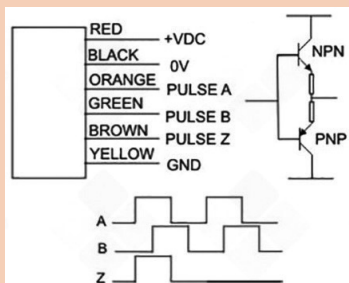 RED
+VDC
BLACK
0V
ORANGE
PULSE A
GREEN
PULSE B
BROWN
PULSE Z
YELLOW
GND
NPN
PNP
A
B
Z